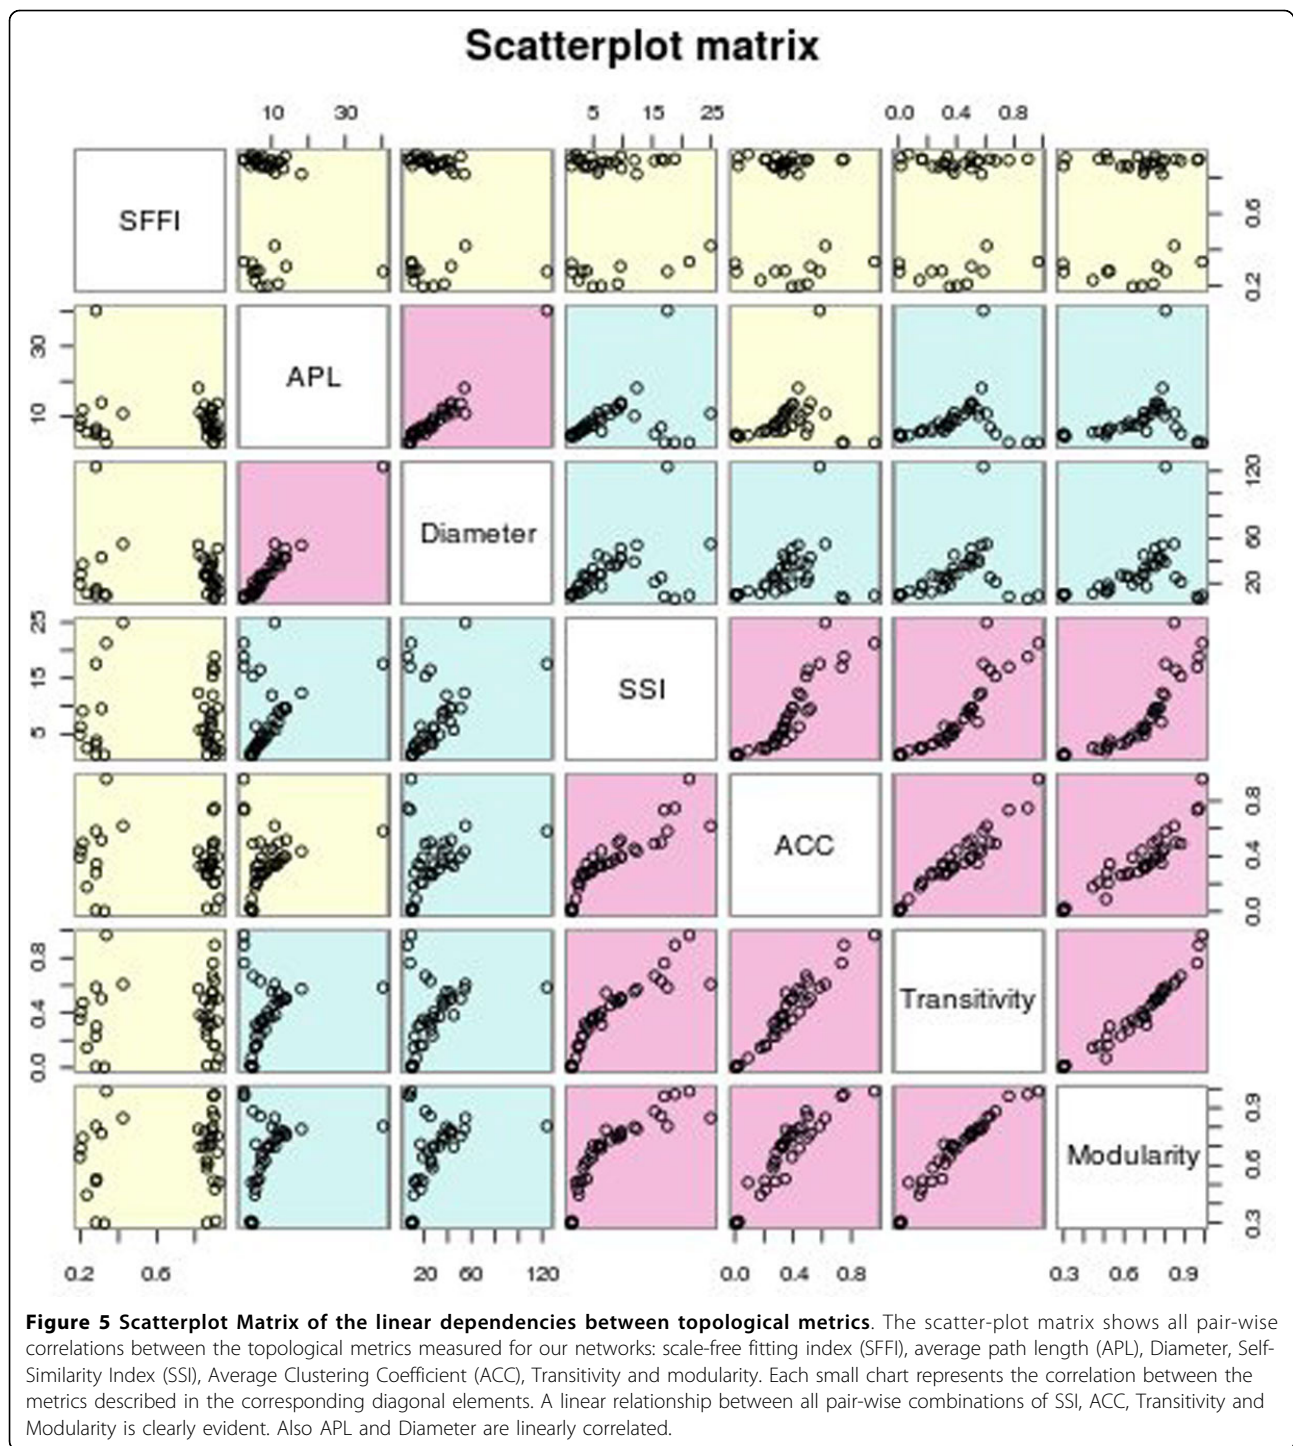 Scatterplot matrix
10 30 5 15 25 0.0 0.4 0.8
SFFI
0.2 0.6
10 30
APL
Diameter
20 60 120
5 15 25
SSI
ACC
0.0 0.4 0.8
0.0 0.4 0.8
Transitivity
Modularity
0.3 0.6 0.9
0.2 0.6 20 60 120 0.0 0.4 0.8 0.3 0.6 0.9
Figure 5 Scatterplot Matrix of the linear dependencies between topological metrics. The scatter-plot matrix shows all pair-wise
correlations between the topological metrics measured for our networks: scale-free fitting index (SFFI), average path length (APL), Diameter, Self-
Similarity Index (SSI), Average Clustering Coefficient (ACC), Transitivity and modularity. Each small chart represents the correlation between the
metrics described in the corresponding diagonal elements. A linear relationship between all pair-wise combinations of SSI, ACC, Transitivity and
Modularity is clearly evident. Also APL and Diameter are linearly correlated.